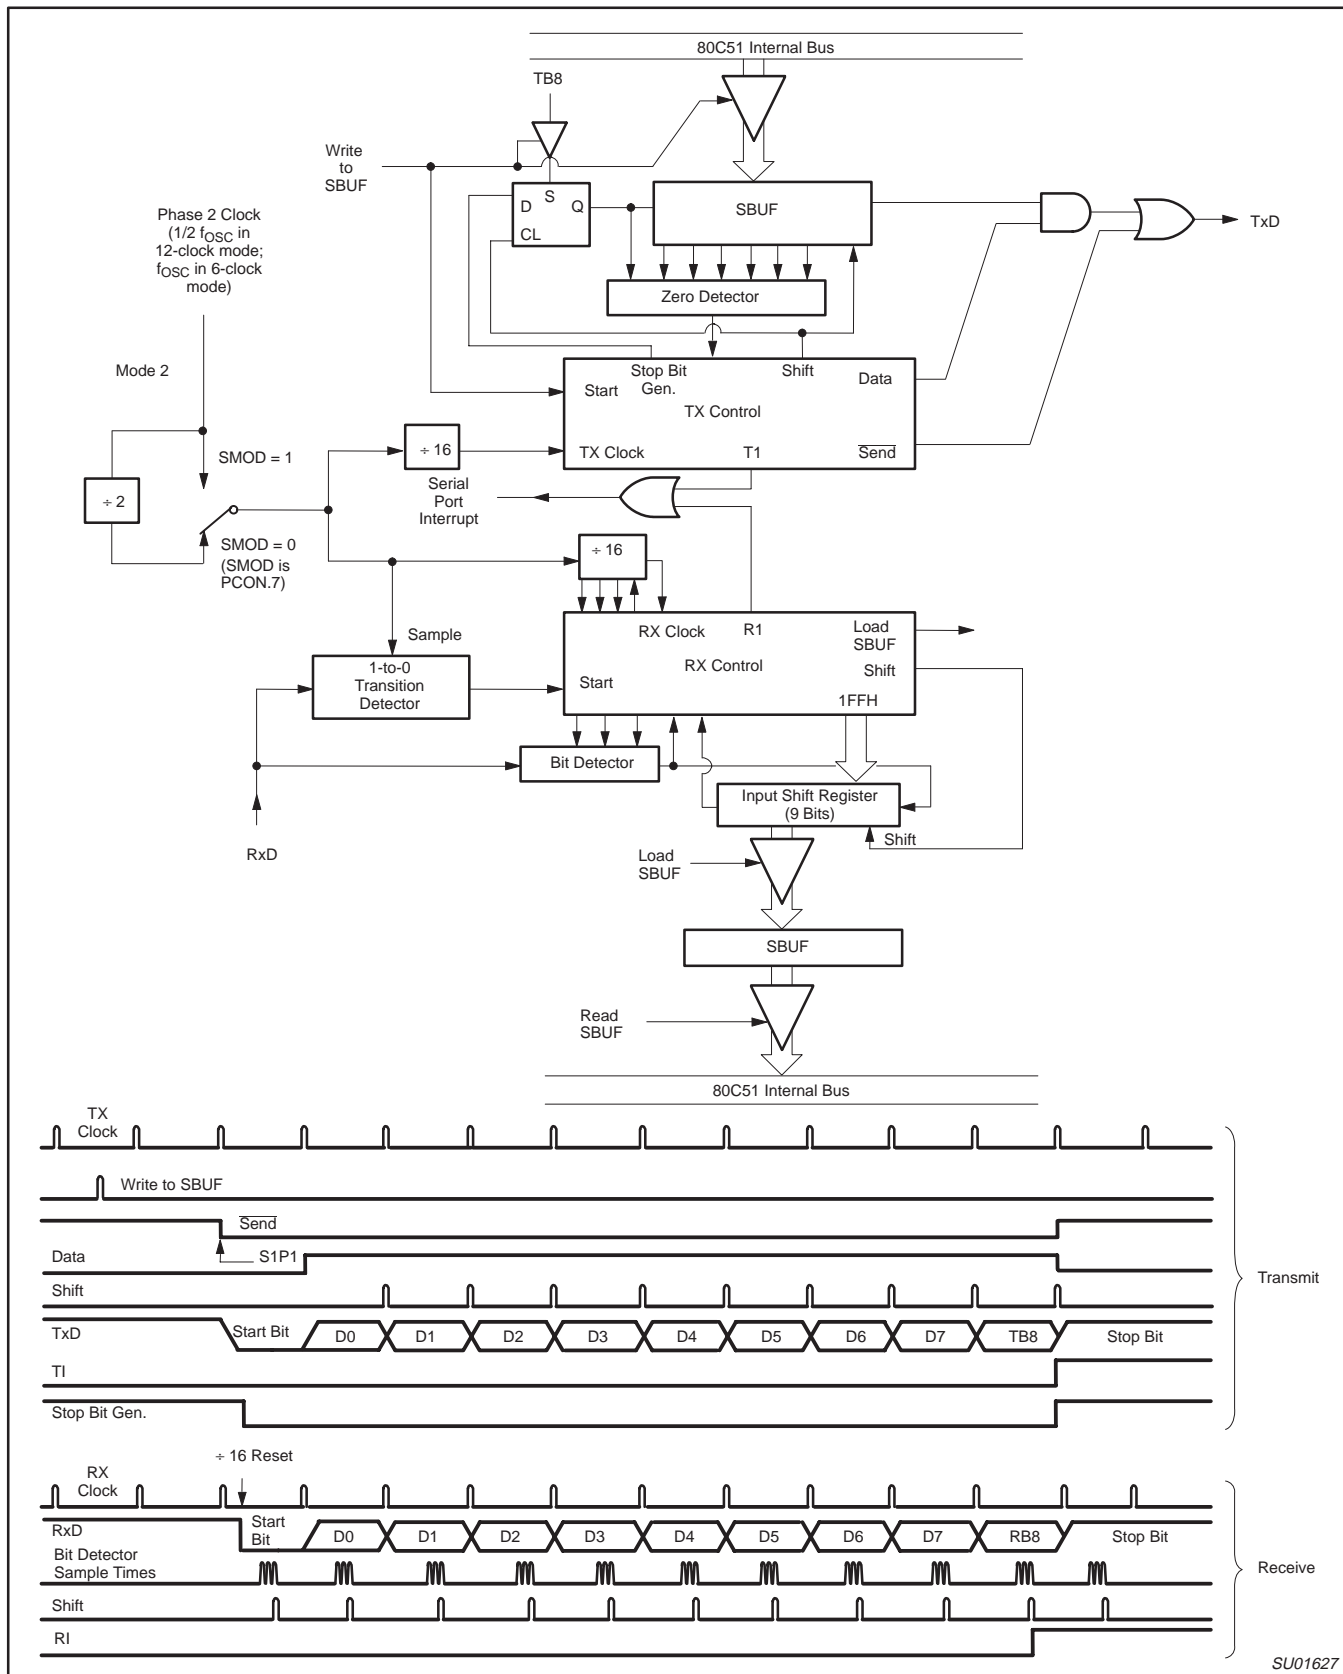 80C51 Internal Bus
TB8
Write
to
SBUF
S
D
Q
CL
SBUF
TxD
Phase 2 Clock
(1/2 fOSC in
12-clock mode;
fOSC in 6-clock
mode)
Zero Detector
Mode 2
Stop Bit
Gen.
Shift
Data
Start
TX Control
TX Clock
T1
Send
SMOD = 1
÷ 16
÷ 2
Serial
Port
Interrupt
SMOD = 0
(SMOD is
PCON.7)
÷ 16
Sample
RX Clock
R1
Load
SBUF
RX Control
Shift
Start
1FFH
1-to-0
Transition
Detector
Bit Detector
Input Shift Register
(9 Bits)
Shift
RxD
Load
SBUF
SBUF
Read
SBUF
80C51 Internal Bus
TX
Clock
Write to SBUF
Send
S1P1
Data
Shift
TxD
Start Bit
D0
D1
D2
D3
D4
D5
D6
D7
TB8
Stop Bit
TI
Stop Bit Gen.
Transmit
÷ 16 Reset
RX
Clock
RxD
Start
Bit
D0
D1
D2
D3
D4
D5
D6
D7
RB8
Stop Bit
Bit Detector
Sample Times
Shift
RI
Receive
SU01627